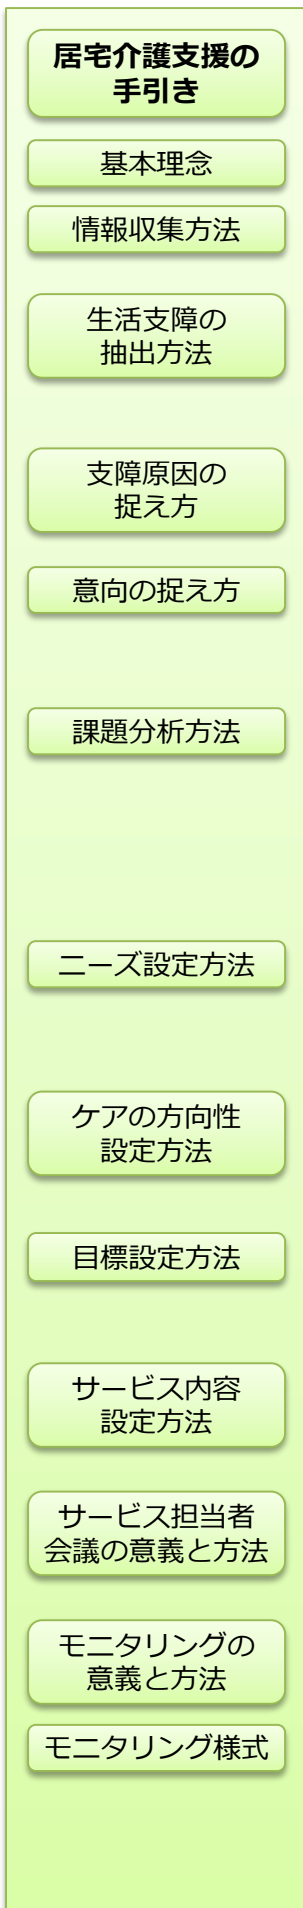 居宅介護支援の
手引き
基本理念
情報収集方法
生活支障の
抽出方法
支障原因の
捉え方
意向の捉え方
課題分析方法
ニーズ設定方法
ケアの方向性
設定方法
目標設定方法
サービス内容
設定方法
サービス担当者
会議の意義と方法
モニタリングの
意義と方法
モニタリング様式